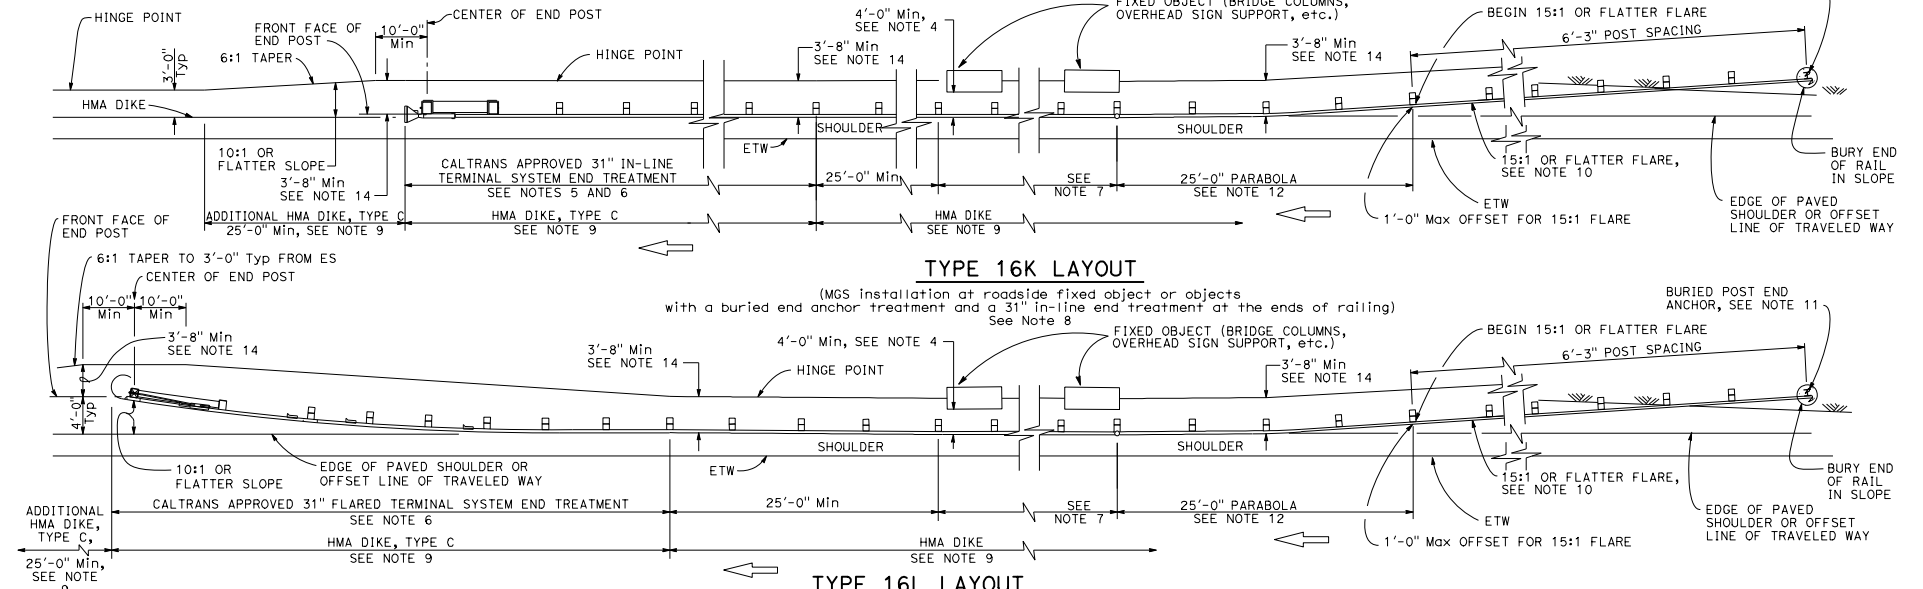 FIXED OBJECT (BRIDGE COLUMNS,
OVERHEAD SIGN SUPPORT, etc.)
HINGE POINT
CENTER OF END POST
4'-0" Min,
SEE NOTE 4
BEGIN 15:1 OR FLATTER FLARE
FRONT FACE OF
END POST
10'-0"
Min
6'-3" POST SPACING
6:1 TAPER
HINGE POINT
3'-8" Min
SEE NOTE 14
3'-8" Min
SEE NOTE 14
3'-0"
Typ
HMA DIKE
SHOULDER
SHOULDER
ETW
10:1 OR
FLATTER SLOPE
CALTRANS APPROVED 31" IN-LINE
TERMINAL SYSTEM END TREATMENT
SEE NOTES 5 AND 6
25'-0" Min
SEE
NOTE 7
25'-0" PARABOLA
SEE NOTE 12
15:1 OR FLATTER FLARE,
SEE NOTE 10
BURY END
OF RAIL
IN SLOPE
3'-8" Min
SEE NOTE 14
ETW
EDGE OF PAVED
SHOULDER OR OFFSET
LINE OF TRAVELED WAY
1'-0" Max OFFSET FOR 15:1 FLARE
ADDITIONAL HMA DIKE, TYPE C
25'-0" Min, SEE NOTE 9
HMA DIKE, TYPE C
SEE NOTE 9
HMA DIKE
SEE NOTE 9
TYPE 16K LAYOUT
(MGS installation at roadside fixed object or objects
with a buried end anchor treatment and a 31" in-line end treatment at the ends of railing)
See Note 8
FRONT FACE OF
END POST
6:1 TAPER TO 3'-0" Typ FROM ES
CENTER OF END POST
10'-0"
Min
10'-0"
Min
3'-8" Min
SEE NOTE 14
3'-8" Min
SEE NOTE 14
4'-0" Min, SEE NOTE 4
HINGE POINT
FIXED OBJECT (BRIDGE COLUMNS,
OVERHEAD SIGN SUPPORT, etc.)
3'-8" Min
SEE NOTE 14
BEGIN 15:1 OR FLATTER FLARE
6'-3" POST SPACING
BURIED POST END
ANCHOR, SEE NOTE 11
4'-0"
Typ
SHOULDER
SHOULDER
ETW
10:1 OR
FLATTER SLOPE
EDGE OF PAVED SHOULDER OR
OFFSET LINE OF TRAVELED WAY
15:1 OR FLATTER FLARE,
SEE NOTE 10
BURY END
OF RAIL
IN SLOPE
CALTRANS APPROVED 31" FLARED TERMINAL SYSTEM END TREATMENT
SEE NOTE 6
25'-0" Min
SEE
NOTE 7
25'-0" PARABOLA
SEE NOTE 12
ETW
EDGE OF PAVED
SHOULDER OR OFFSET
LINE OF TRAVELED WAY
1'-0" Max OFFSET FOR 15:1 FLARE
ADDITIONAL
HMA DIKE,
TYPE C,
25'-0" Min,
SEE NOTE
HMA DIKE, TYPE C
SEE NOTE 9
HMA DIKE
SEE NOTE 9
TYPE 16L LAYOUT